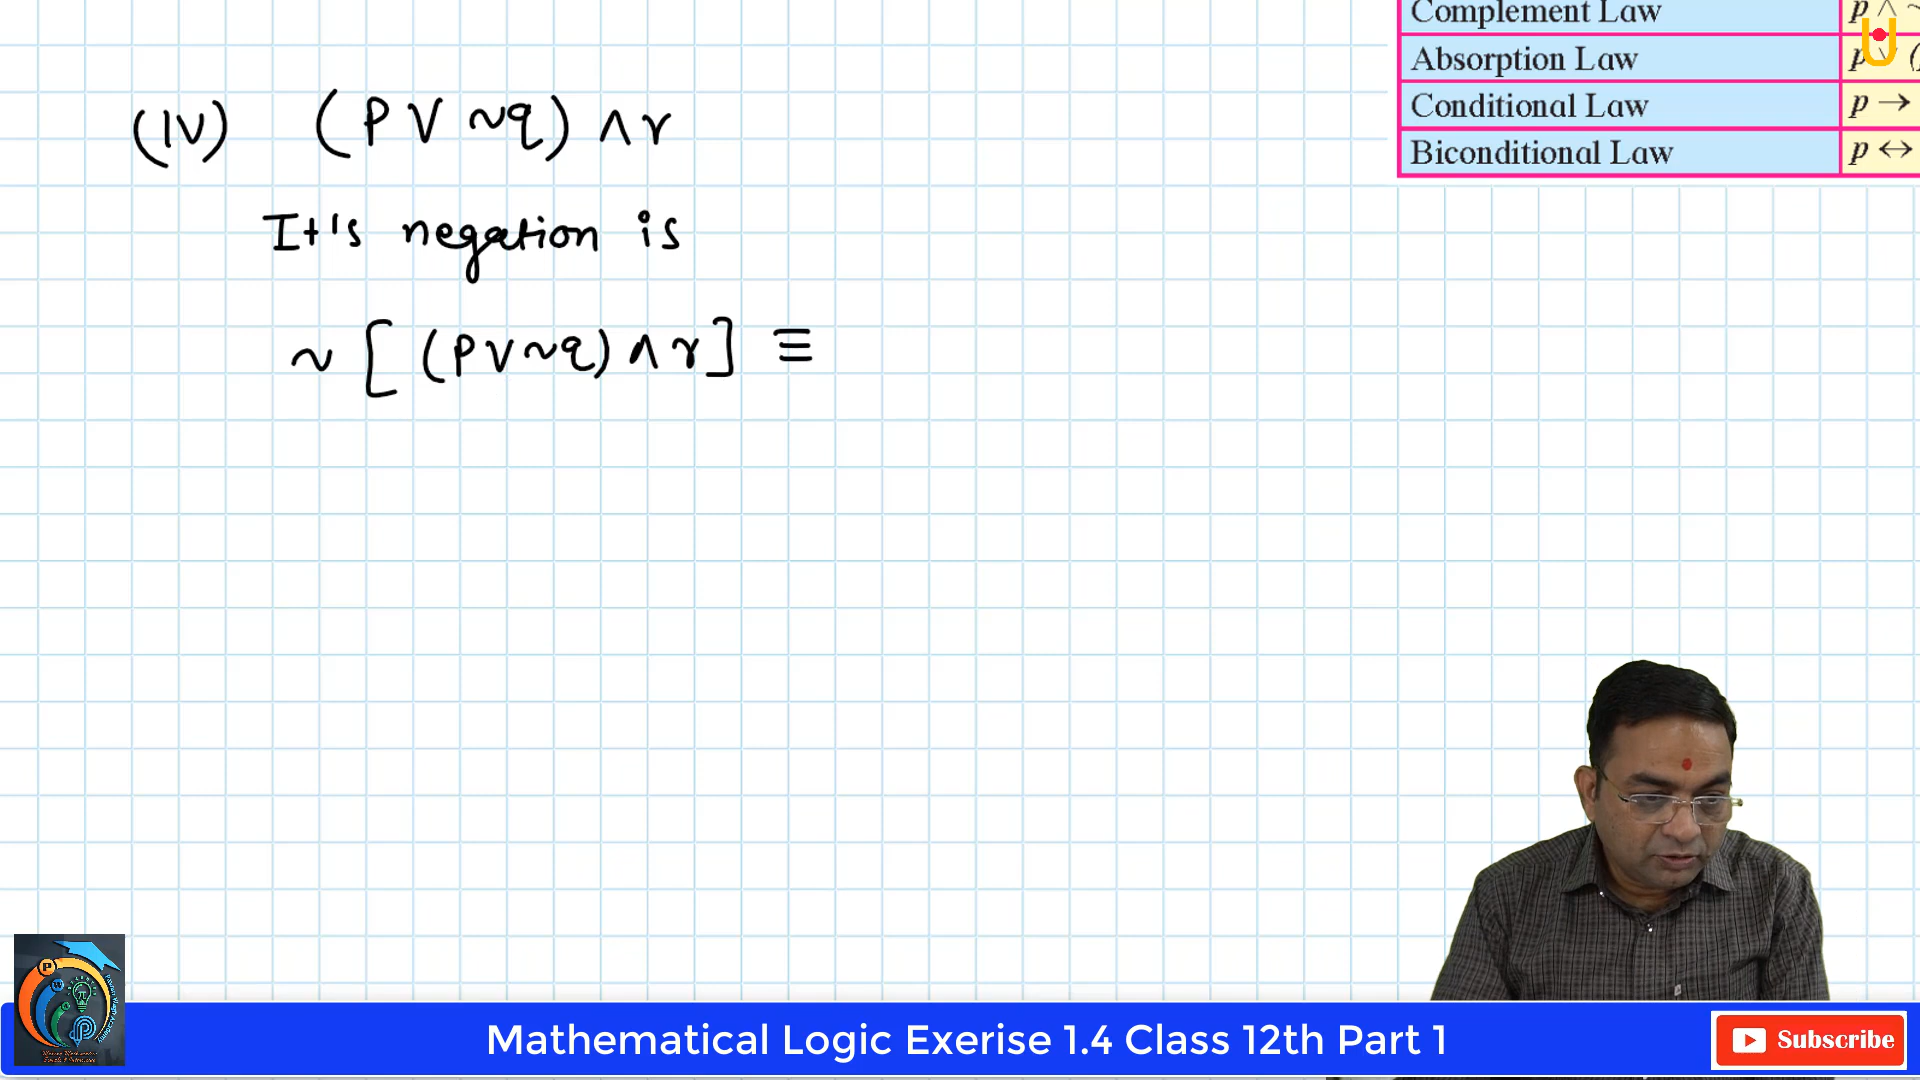 Complement Law p ∧ ~
Absorption Law p ∨ (
Conditional Law p →
Biconditional Law p ↔
(IV) (P V ~q) ∧ r
It's negation is
~ [ (P V ~q) ∧ r ] ≡
Mathematical Logic Exerise 1.4 Class 12th Part 1
Subscribe